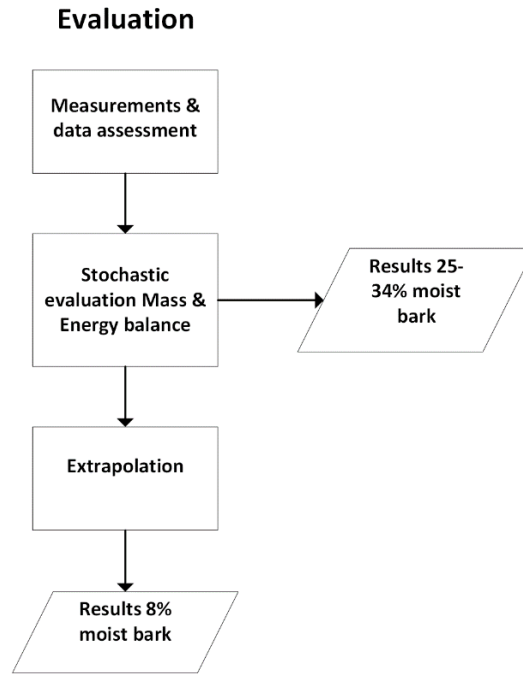 Evaluation
Measurements &
data assessment
Stochastic
evaluation Mass &
Energy balance
Results 25-
34% moist
bark
Extrapolation
Results 8%
moist bark